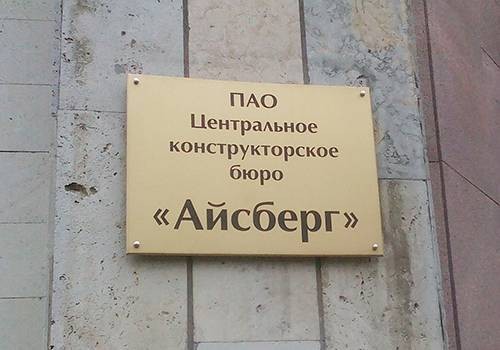 ПАО
Центральное
конструкторское
бюро
«Айсберг»